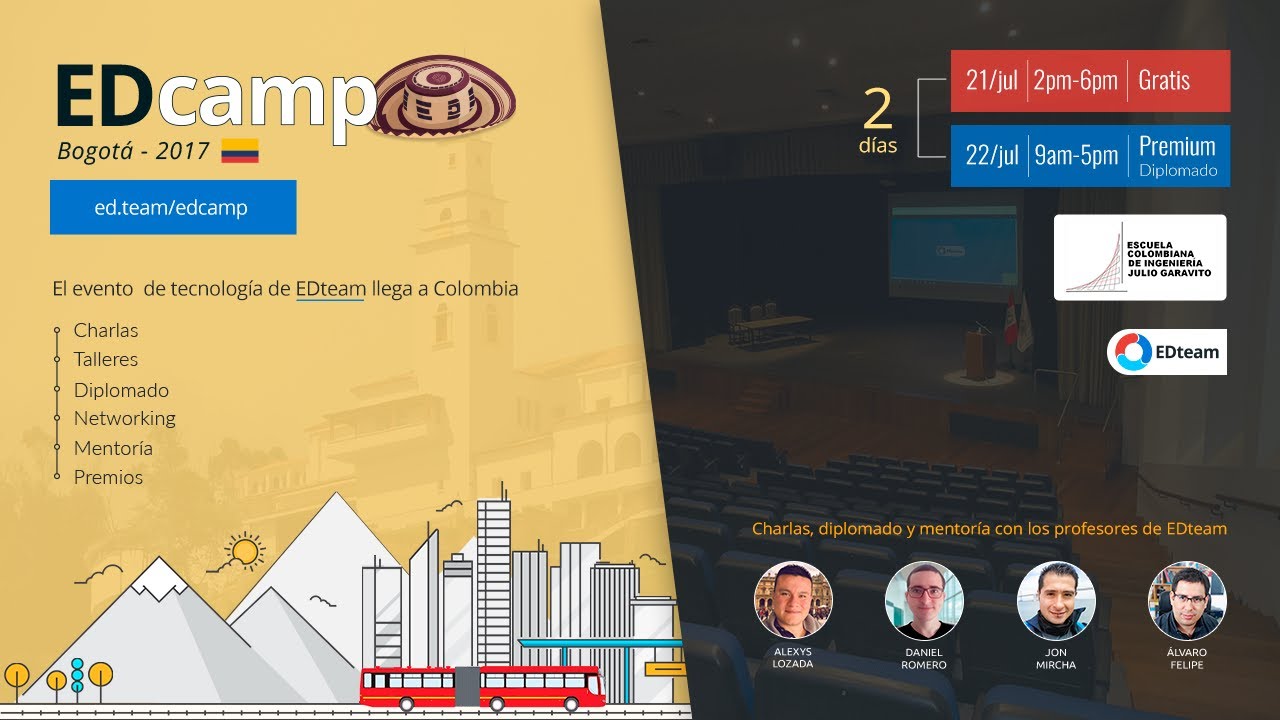 EDcamp
Bogotá - 2017
ed.team/edcamp
El evento de tecnología de EDteam llega a Colombia
Charlas
Talleres
Diplomado
Networking
Mentoría
Premios
2
días
21/jul 2pm-6pm Gratis
22/jul 9am-5pm Premium
Diplomado
ESCUELA
COLOMBIANA
DE INGENIERÍA
JULIO GARAVITO
EDteam
Charlas, diplomado y mentoría con los profesores de EDteam
ALEXYS
LOZADA
DANIEL
ROMERO
JON
MIRCHA
ÁLVARO
FELIPE